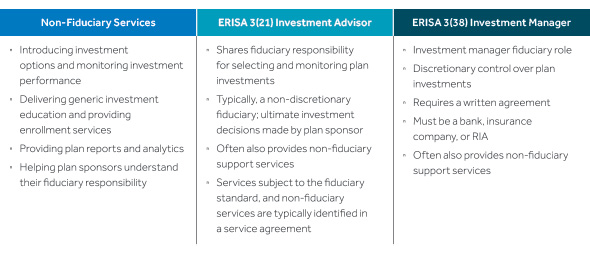 Non-Fiduciary Services
• Introducing investment
options and monitoring investment
performance
• Delivering generic investment
education and providing
enrollment services
• Providing plan reports and analytics
• Helping plan sponsors understand
their fiduciary responsibility
ERISA 3(21) Investment Advisor
• Shares fiduciary responsibility
for selecting and monitoring plan
investments
• Typically, a non-discretionary
fiduciary; ultimate investment
decisions made by plan sponsor
• Often also provides non-fiduciary
support services
• Services subject to the fiduciary
standard, and non-fiduciary
services are typically identified in
a service agreement
ERISA 3(38) Investment Manager
• Investment manager fiduciary role
• Discretionary control over plan
investments
• Requires a written agreement
• Must be a bank, insurance
company, or RIA
• Often also provides non-fiduciary
support services